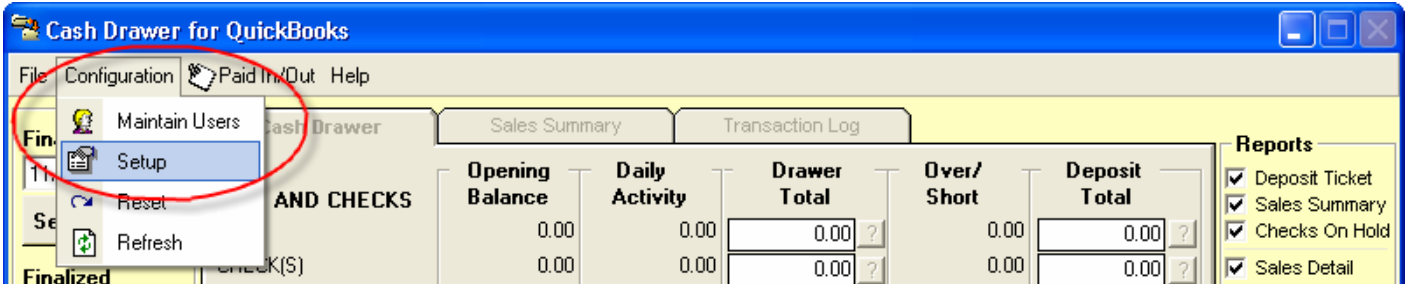 Cash Drawer for QuickBooks
File Configuration Paid In/Out Help
Maintain Users
Setup
Reset
Refresh
Cash Drawer Sales Summary Transaction Log
Opening Balance Daily Activity Drawer Total Over/ Short Deposit Total
AND CHECKS
0.00 0.00 0.00 ? 0.00 0.00 ?
CHECK(S) 0.00 0.00 0.00 ? 0.00 0.00 ?
Finalized
Reports
Deposit Ticket
Sales Summary
Checks On Hold
Sales Detail